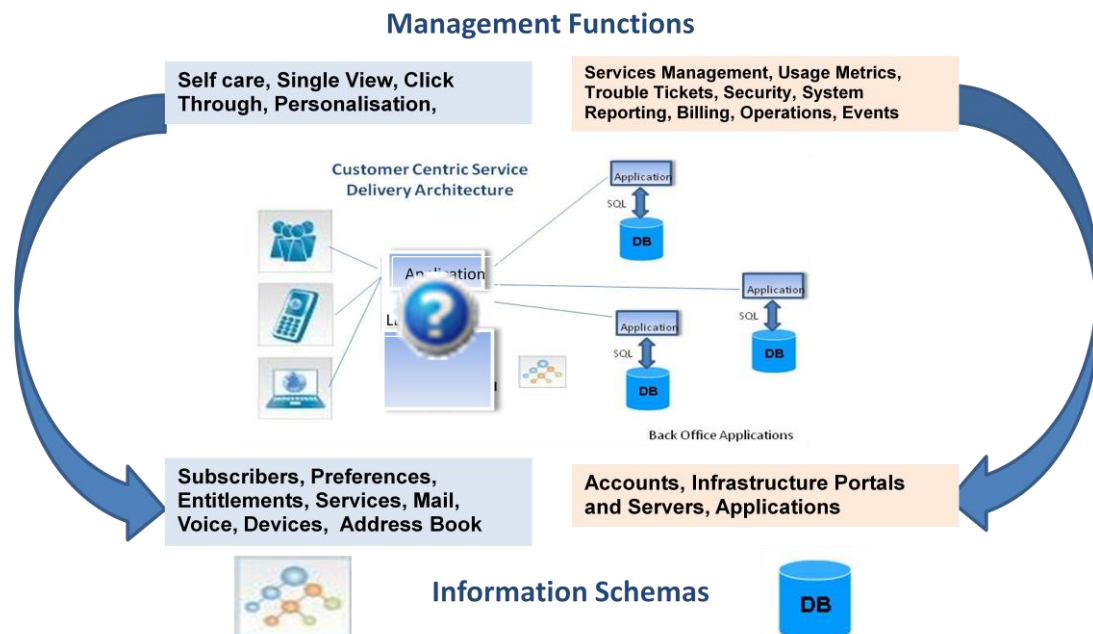 Management Functions
Self care, Single View, Click
Through, Personalisation,
Services Management, Usage Metrics,
Trouble Tickets, Security, System
Reporting, Billing, Operations, Events
Customer Centric Service
Delivery Architecture
Application
SQL
DB
Application
Application
SQL
DB
Application
SQL
DB
Back Office Applications
Subscribers, Preferences,
Entitlements, Services, Mail,
Voice, Devices, Address Book
Accounts, Infrastructure Portals
and Servers, Applications
Information Schemas
DB